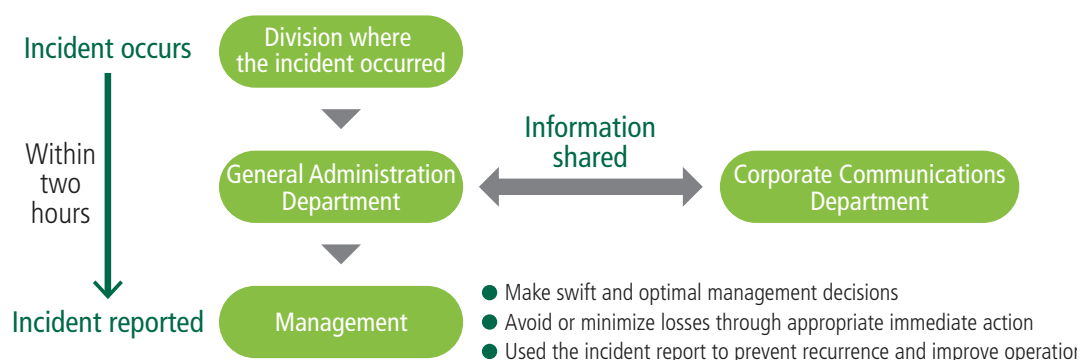 Incident occurs
Division where
the incident occurred
Within
two
hours
Information
shared
General Administration
Department
Corporate Communications
Department
Incident reported
Management
● Make swift and optimal management decisions
● Avoid or minimize losses through appropriate immediate action
● Used the incident report to prevent recurrence and improve operation